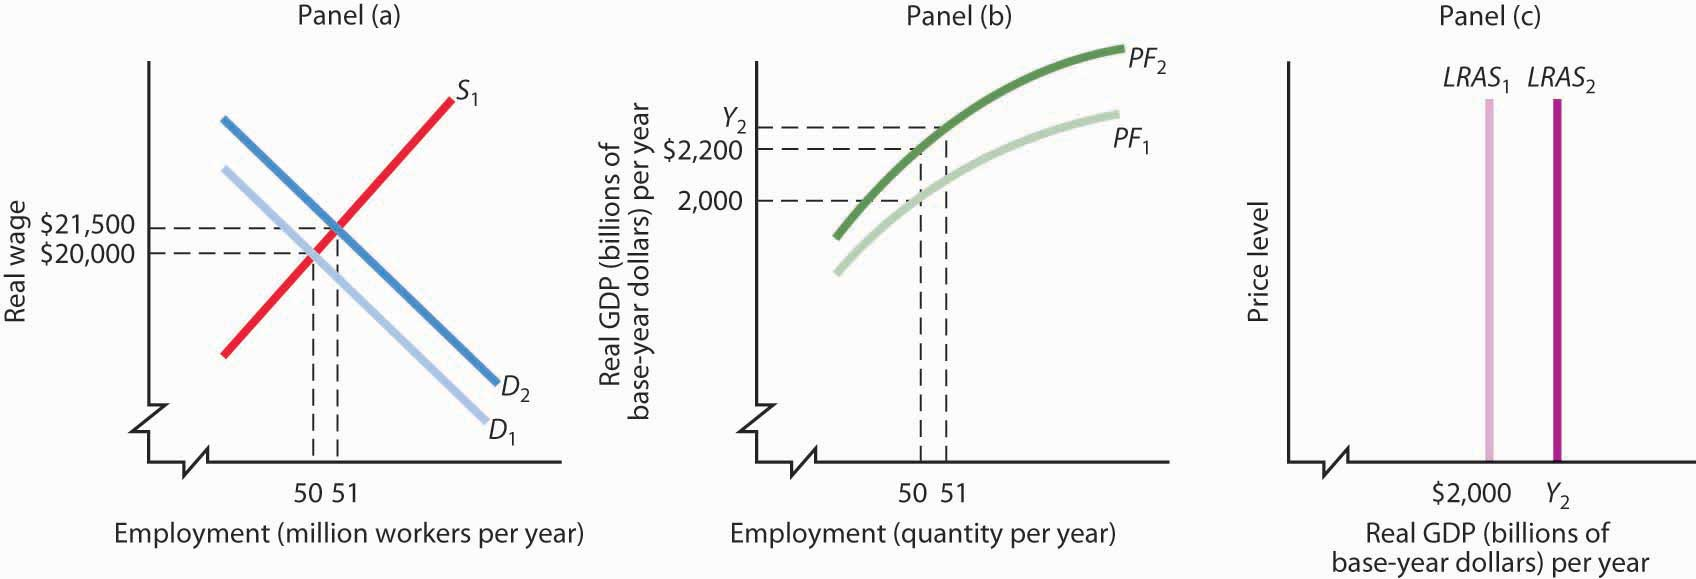 Panel (a)
Real wage
$21,500
$20,000
S1
D2
D1
50 51
Employment (million workers per year)
Panel (b)
Real GDP (billions of
base-year dollars) per year
Y2
$2,200
2,000
PF2
PF1
50 51
Employment (quantity per year)
Panel (c)
Price level
LRAS1 LRAS2
$2,000 Y2
Real GDP (billions of
base-year dollars) per year